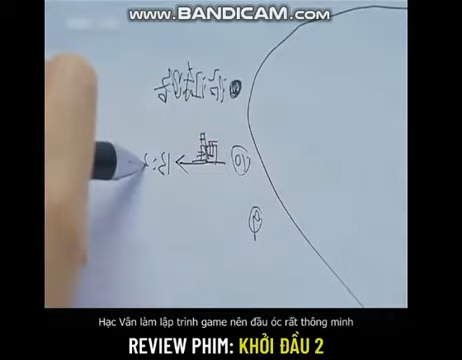 www.BANDICAM.com
Hạc Vân làm lập trình game nên đầu óc rất thông minh
REVIEW PHIM: KHỞI ĐẦU 2